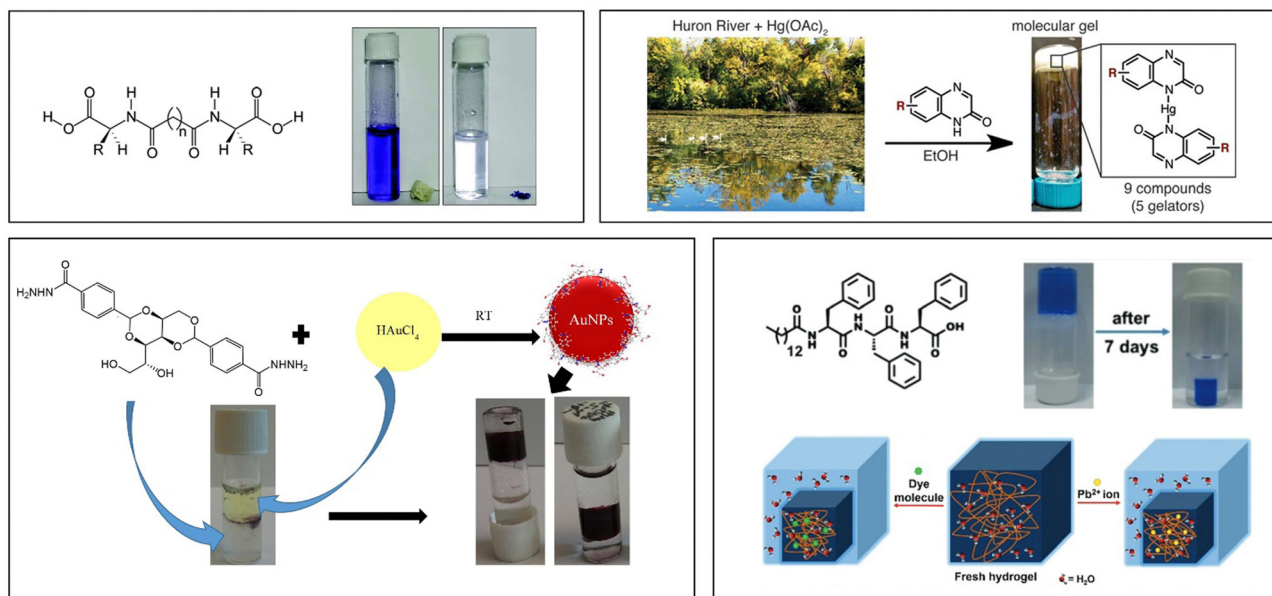 O H H O
H O N n N O H
R H O O H R
Huron River + Hg(OAc)₂
R N
N O
H
EtOH
molecular gel
N
R
N O
Hg
O N
N R
9 compounds
(5 gelators)
O
H₂NHN
O O
O O
HO OH
O
NHNH₂
HAuCl₄
RT
AuNPs
O H O
12 N N OH
H O N O
H
after
7 days
Dye
molecule
Pb²⁺ ion
Fresh hydrogel
= H₂O